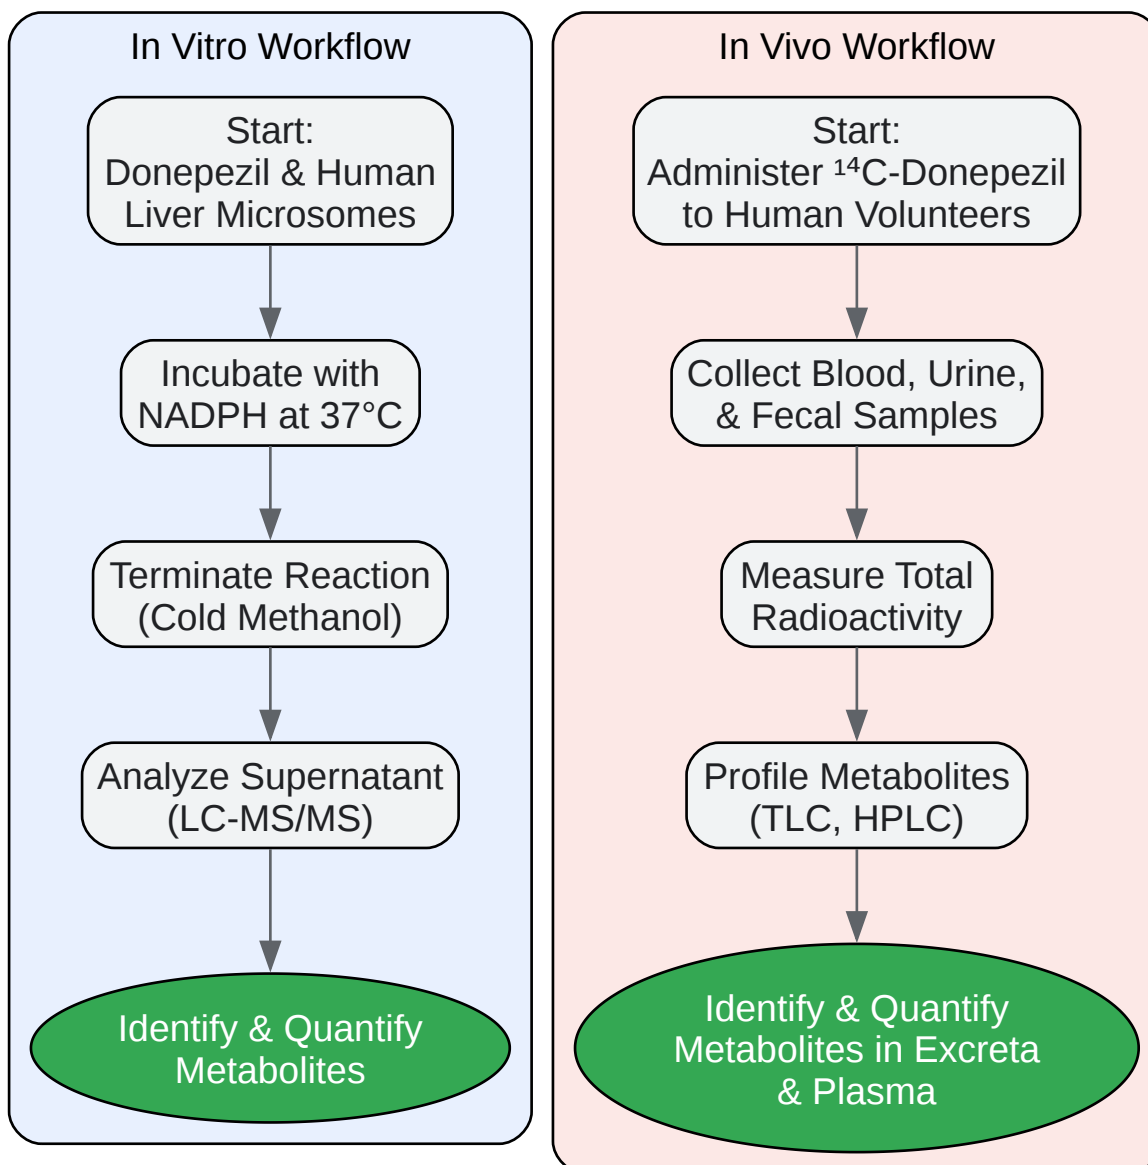 In Vitro Workflow
Start:
Donepezil & Human
Liver Microsomes
Incubate with
NADPH at 37°C
Terminate Reaction
(Cold Methanol)
Analyze Supernatant
(LC-MS/MS)
Identify & Quantify
Metabolites
In Vivo Workflow
Start:
Administer ¹⁴C-Donepezil
to Human Volunteers
Collect Blood, Urine,
& Fecal Samples
Measure Total
Radioactivity
Profile Metabolites
(TLC, HPLC)
Identify & Quantify
Metabolites in Excreta
& Plasma